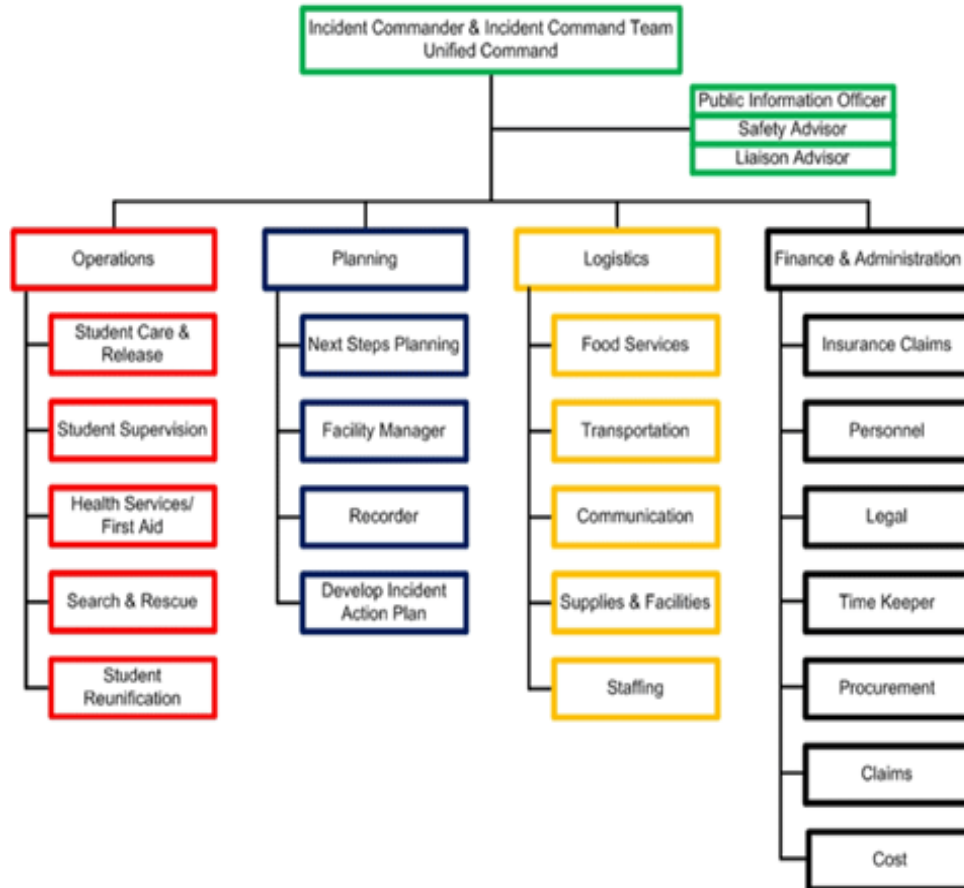 Incident Commander & Incident Command Team
Unified Command
Public Information Officer
Safety Advisor
Liaison Advisor
Operations
Planning
Logistics
Finance & Administration
Student Care &
Release
Next Steps Planning
Food Services
Insurance Claims
Student Supervision
Facility Manager
Transportation
Personnel
Health Services/
First Aid
Recorder
Communication
Legal
Search & Rescue
Develop Incident
Action Plan
Supplies & Facilities
Time Keeper
Student
Reunification
Staffing
Procurement
Claims
Cost